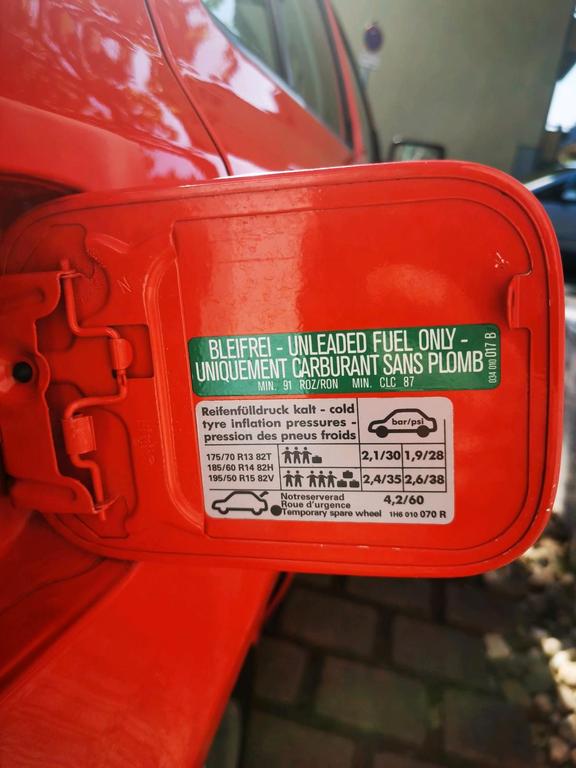 BLEIFREI - UNLEADED FUEL ONLY -
UNIQUEMENT CARBURANT SANS PLOMB
MIN. 91 ROZ/RON MIN. CLC 87
034 010 017 B
Reifenfülldruck kalt - cold
tyre inflation pressures -
pression des pneus froids
bar/psi
175/70 R13 82T
185/60 R14 82H
195/50 R15 82V
2,1/30 1,9/28
2,4/35 2,6/38
Notreserverad
Roue d'urgence
Temporary spare wheel
4,2/60
1H6 010 070 R